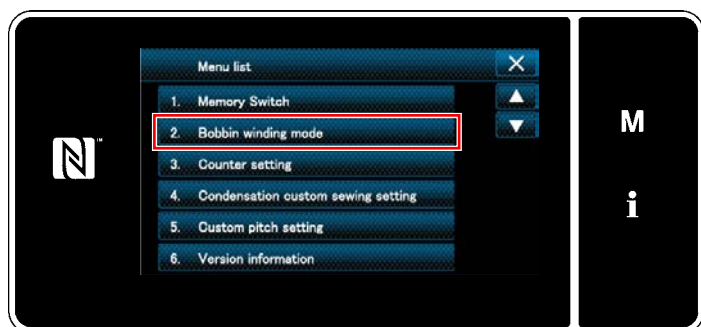 Menu list
1. Memory Switch
2. Bobbin winding mode
3. Counter setting
4. Condensation custom sewing setting
5. Custom pitch setting
6. Version information
N™
M
i